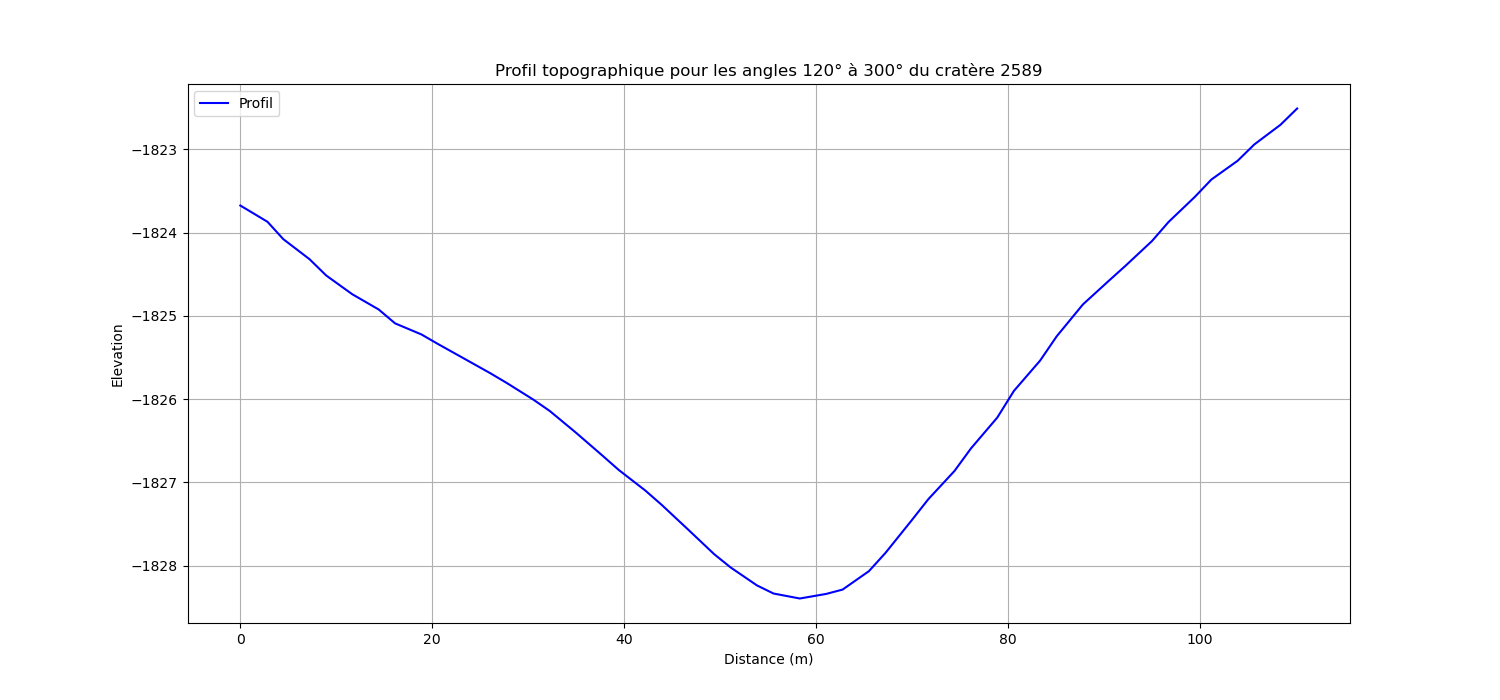 Profil topographique pour les angles 120° à 300° du cratère 2589
Profil
−1823
−1824
−1825
−1826
−1827
−1828
Elevation
0 20 40 60 80 100
Distance (m)